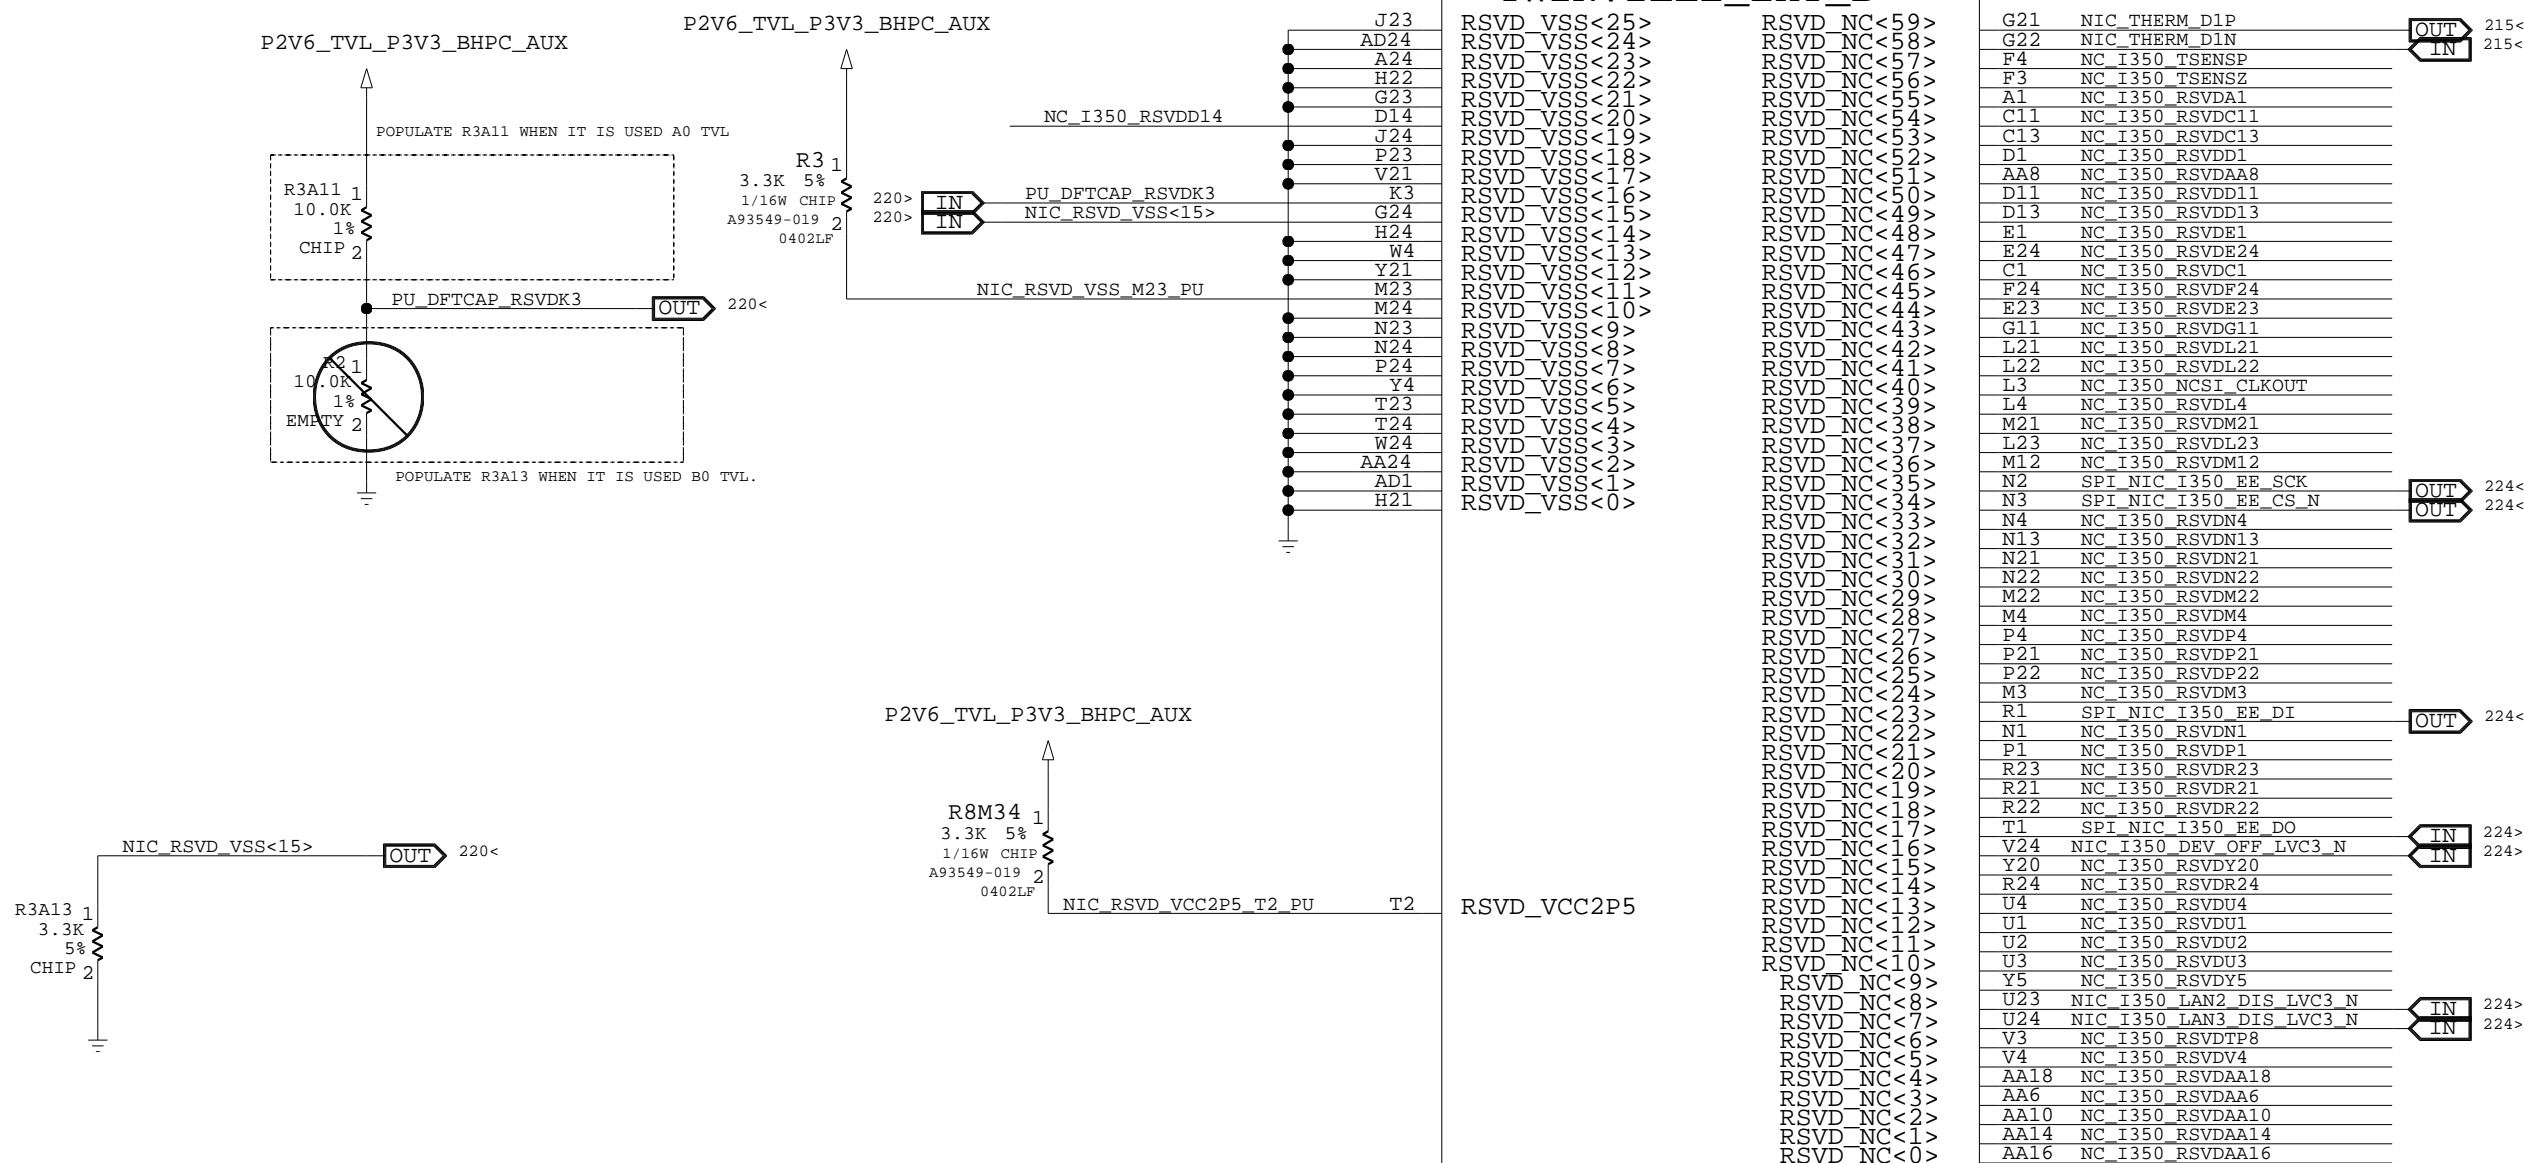 P2V6_TVL_P3V3_BHPC_AUX
POPULATE R3A11 WHEN IT IS USED A0 TVL
R3A11 1
10.0K
1%
CHIP 2
PU_DFTCAP_RSVDK3 OUT 220<
R2 1
10.0K
1%
EMPTY 2
POPULATE R3A13 WHEN IT IS USED B0 TVL.
P2V6_TVL_P3V3_BHPC_AUX
R3 1
3.3K 5%
1/16W CHIP
A93549-019 2
0402LF
NC_I350_RSVDD14
220> IN PU_DFTCAP_RSVDK3
220> IN NIC_RSVD_VSS<15>
NIC_RSVD_VSS_M23_PU
J23 RSVD_VSS<25>
AD24 RSVD_VSS<24>
A24 RSVD_VSS<23>
H22 RSVD_VSS<22>
G23 RSVD_VSS<21>
D14 RSVD_VSS<20>
J24 RSVD_VSS<19>
P23 RSVD_VSS<18>
V21 RSVD_VSS<17>
K3 RSVD_VSS<16>
G24 RSVD_VSS<15>
H24 RSVD_VSS<14>
W4 RSVD_VSS<13>
Y21 RSVD_VSS<12>
M23 RSVD_VSS<11>
M24 RSVD_VSS<10>
N23 RSVD_VSS<9>
N24 RSVD_VSS<8>
P24 RSVD_VSS<7>
Y4 RSVD_VSS<6>
T23 RSVD_VSS<5>
T24 RSVD_VSS<4>
W24 RSVD_VSS<3>
AA24 RSVD_VSS<2>
AD1 RSVD_VSS<1>
H21 RSVD_VSS<0>
P2V6_TVL_P3V3_BHPC_AUX
R8M34 1
3.3K 5%
1/16W CHIP
A93549-019 2
0402LF
NIC_RSVD_VCC2P5_T2_PU T2 RSVD_VCC2P5
NIC_RSVD_VSS<15> OUT 220<
R3A13 1
3.3K
5%
CHIP 2
RSVD_NC<59> G21 NIC_THERM_D1P OUT 215<
RSVD_NC<58> G22 NIC_THERM_D1N IN 215<
RSVD_NC<57> F4 NC_I350_TSENSP
RSVD_NC<56> F3 NC_I350_TSENSZ
RSVD_NC<55> A1 NC_I350_RSVDA1
RSVD_NC<54> C11 NC_I350_RSVDC11
RSVD_NC<53> C13 NC_I350_RSVDC13
RSVD_NC<52> D1 NC_I350_RSVDD1
RSVD_NC<51> AA8 NC_I350_RSVDAA8
RSVD_NC<50> D11 NC_I350_RSVDD11
RSVD_NC<49> D13 NC_I350_RSVDD13
RSVD_NC<48> E1 NC_I350_RSVDE1
RSVD_NC<47> E24 NC_I350_RSVDE24
RSVD_NC<46> C1 NC_I350_RSVDC1
RSVD_NC<45> F24 NC_I350_RSVDF24
RSVD_NC<44> E23 NC_I350_RSVDE23
RSVD_NC<43> G11 NC_I350_RSVDG11
RSVD_NC<42> L21 NC_I350_RSVDL21
RSVD_NC<41> L22 NC_I350_RSVDL22
RSVD_NC<40> L3 NC_I350_NCSI_CLKOUT
RSVD_NC<39> L4 NC_I350_RSVDL4
RSVD_NC<38> M21 NC_I350_RSVDM21
RSVD_NC<37> L23 NC_I350_RSVDL23
RSVD_NC<36> M12 NC_I350_RSVDM12
RSVD_NC<35> N2 SPI_NIC_I350_EE_SCK OUT 224<
RSVD_NC<34> N3 SPI_NIC_I350_EE_CS_N OUT 224<
RSVD_NC<33> N4 NC_I350_RSVDN4
RSVD_NC<32> N13 NC_I350_RSVDN13
RSVD_NC<31> N21 NC_I350_RSVDN21
RSVD_NC<30> N22 NC_I350_RSVDN22
RSVD_NC<29> M22 NC_I350_RSVDM22
RSVD_NC<28> M4 NC_I350_RSVDM4
RSVD_NC<27> P4 NC_I350_RSVDP4
RSVD_NC<26> P21 NC_I350_RSVDP21
RSVD_NC<25> P22 NC_I350_RSVDP22
RSVD_NC<24> M3 NC_I350_RSVDM3
RSVD_NC<23> R1 SPI_NIC_I350_EE_DI OUT 224<
RSVD_NC<22> N1 NC_I350_RSVDN1
RSVD_NC<21> P1 NC_I350_RSVDP1
RSVD_NC<20> R23 NC_I350_RSVDR23
RSVD_NC<19> R21 NC_I350_RSVDR21
RSVD_NC<18> R22 NC_I350_RSVDR22
RSVD_NC<17> T1 SPI_NIC_I350_EE_DO IN 224>
RSVD_NC<16> V24 NIC_I350_DEV_OFF_LVC3_N IN 224>
RSVD_NC<15> Y20 NC_I350_RSVDY20
RSVD_NC<14> R24 NC_I350_RSVDR24
RSVD_NC<13> U4 NC_I350_RSVDU4
RSVD_NC<12> U1 NC_I350_RSVDU1
RSVD_NC<11> U2 NC_I350_RSVDU2
RSVD_NC<10> U3 NC_I350_RSVDU3
RSVD_NC<9> Y5 NC_I350_RSVDY5
RSVD_NC<8> U23 NIC_I350_LAN2_DIS_LVC3_N IN 224>
RSVD_NC<7> U24 NIC_I350_LAN3_DIS_LVC3_N IN 224>
RSVD_NC<6> V3 NC_I350_RSVDTP8
RSVD_NC<5> V4 NC_I350_RSVDV4
RSVD_NC<4> AA18 NC_I350_RSVDAA18
RSVD_NC<3> AA6 NC_I350_RSVDAA6
RSVD_NC<2> AA10 NC_I350_RSVDAA10
RSVD_NC<1> AA14 NC_I350_RSVDAA14
RSVD_NC<0> AA16 NC_I350_RSVDAA16